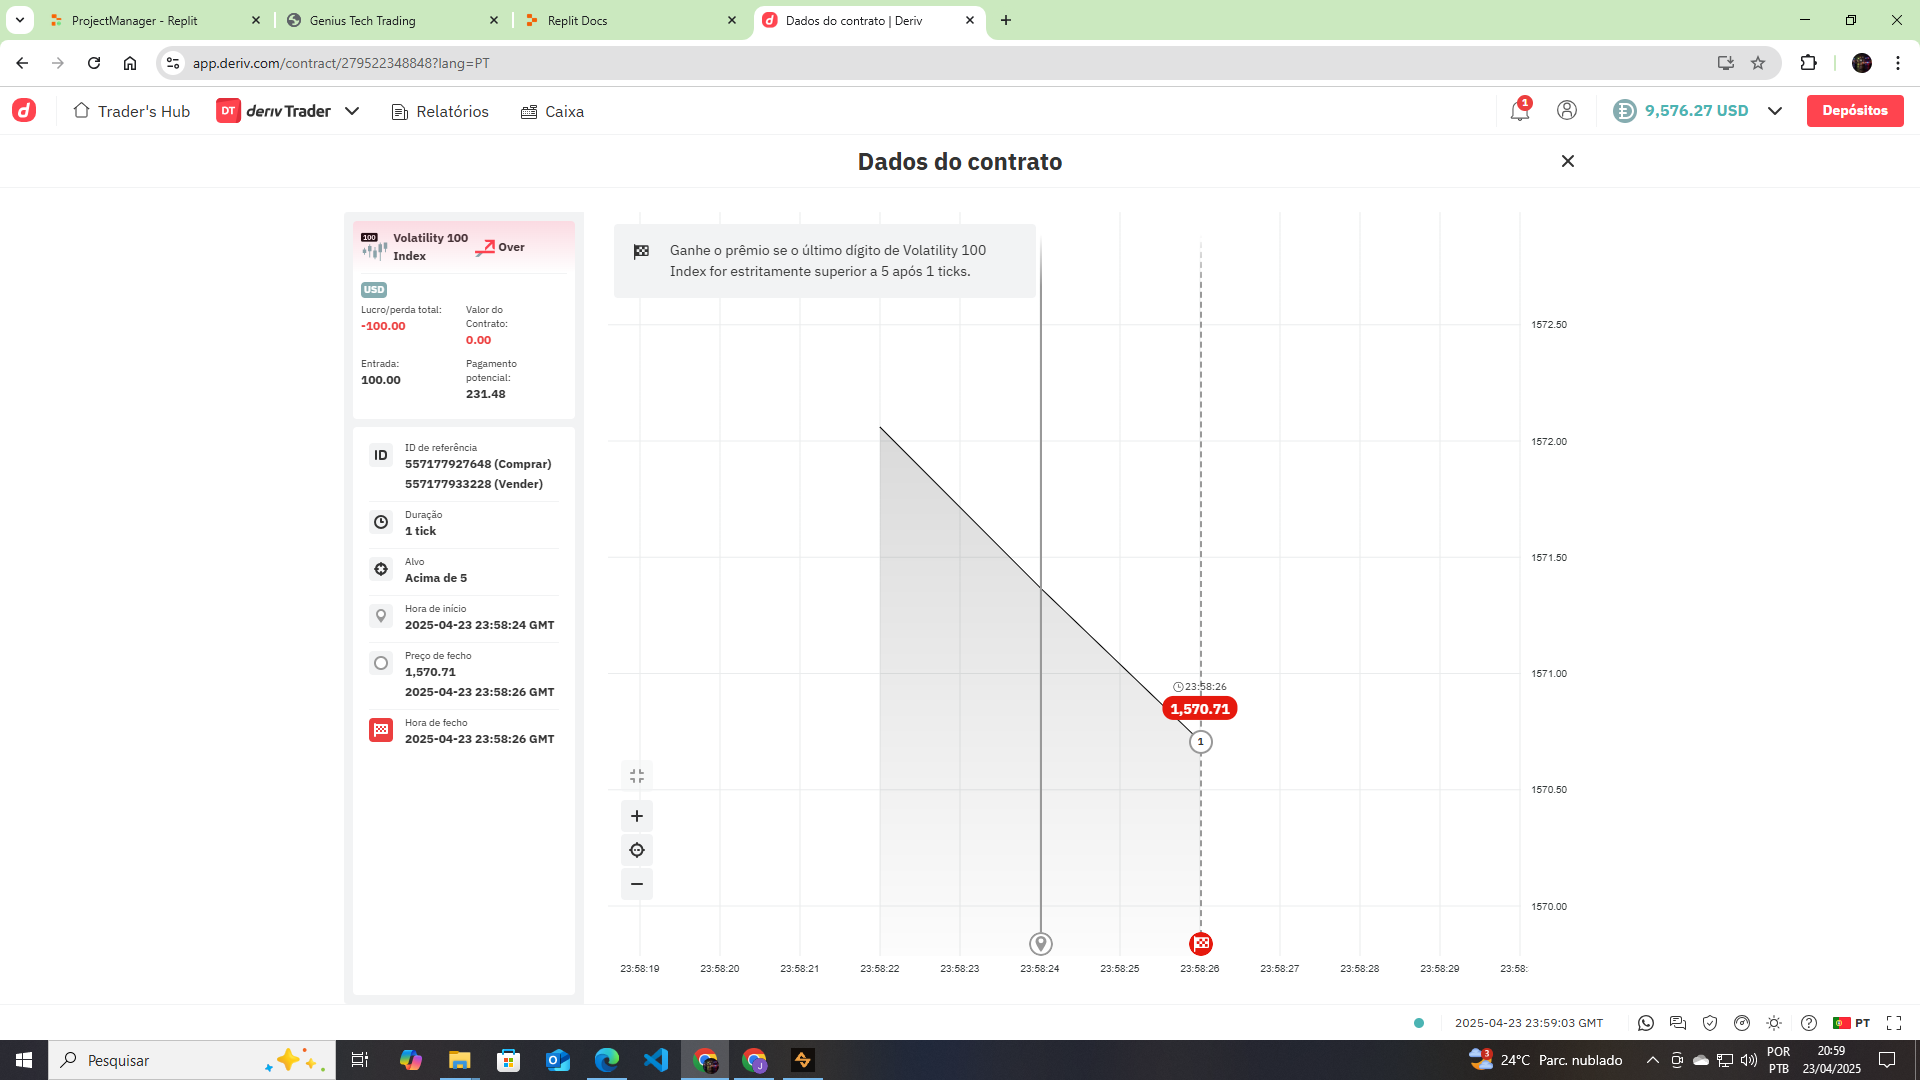 ProjectManager - Replit
Genius Tech Trading
Replit Docs
Dados do contrato | Deriv
app.deriv.com/contract/279522348848?lang=PT
Trader's Hub
DT deriv Trader
Relatórios
Caixa
1
9,576.27 USD
Depósitos
Dados do contrato
100
Volatility 100
Index
Over
USD
Lucro/perda total:
-100.00
Valor do
Contrato:
0.00
Entrada:
100.00
Pagamento
potencial:
231.48
ID
ID de referência
557177927648 (Comprar)
557177933228 (Vender)
Duração
1 tick
Alvo
Acima de 5
Hora de início
2025-04-23 23:58:24 GMT
Preço de fecho
1,570.71
2025-04-23 23:58:26 GMT
Hora de fecho
2025-04-23 23:58:26 GMT
Ganhe o prêmio se o último dígito de Volatility 100
Index for estritamente superior a 5 após 1 ticks.
1572.50
1572.00
1571.50
1571.00
1570.50
1570.00
23:58:26
1,570.71
1
23:58:19
23:58:20
23:58:21
23:58:22
23:58:23
23:58:24
23:58:25
23:58:26
23:58:27
23:58:28
23:58:29
23:58:
2025-04-23 23:59:03 GMT
PT
Pesquisar
3
24°C Parc. nublado
POR
PTB
20:59
23/04/2025